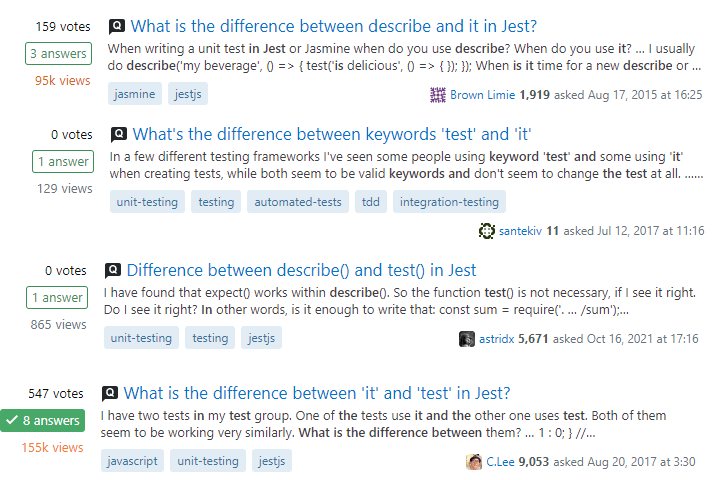 159 votes
What is the difference between describe and it in Jest?
3 answers
When writing a unit test in Jest or Jasmine when do you use describe? When do you use it? ... I usually
do describe('my beverage', () => { test('is delicious', () => { }); }); When is it time for a new describe or ...
95k views
jasmine jestjs
Brown Limie 1,919 asked Aug 17, 2015 at 16:25
0 votes
What's the difference between keywords 'test' and 'it'
1 answer
In a few different testing frameworks I've seen some people using keyword 'test' and some using 'it'
when creating tests, while both seem to be valid keywords and don't seem to change the test at all. ......
129 views
unit-testing testing automated-tests tdd integration-testing
santekiv 11 asked Jul 12, 2017 at 11:16
0 votes
Difference between describe() and test() in Jest
1 answer
I have found that expect() works within describe(). So the function test() is not necessary, if I see it right.
Do I see it right? In other words, is it enough to write that: const sum = require('. ... /sum');...
865 views
unit-testing testing jestjs
astridx 5,671 asked Oct 16, 2021 at 17:16
547 votes
What is the difference between 'it' and 'test' in Jest?
8 answers
I have two tests in my test group. One of the tests use it and the other one uses test. Both of them
seem to be working very similarly. What is the difference between them? ... 1 : 0; } //...
155k views
javascript unit-testing jestjs
C.Lee 9,053 asked Aug 20, 2017 at 3:30